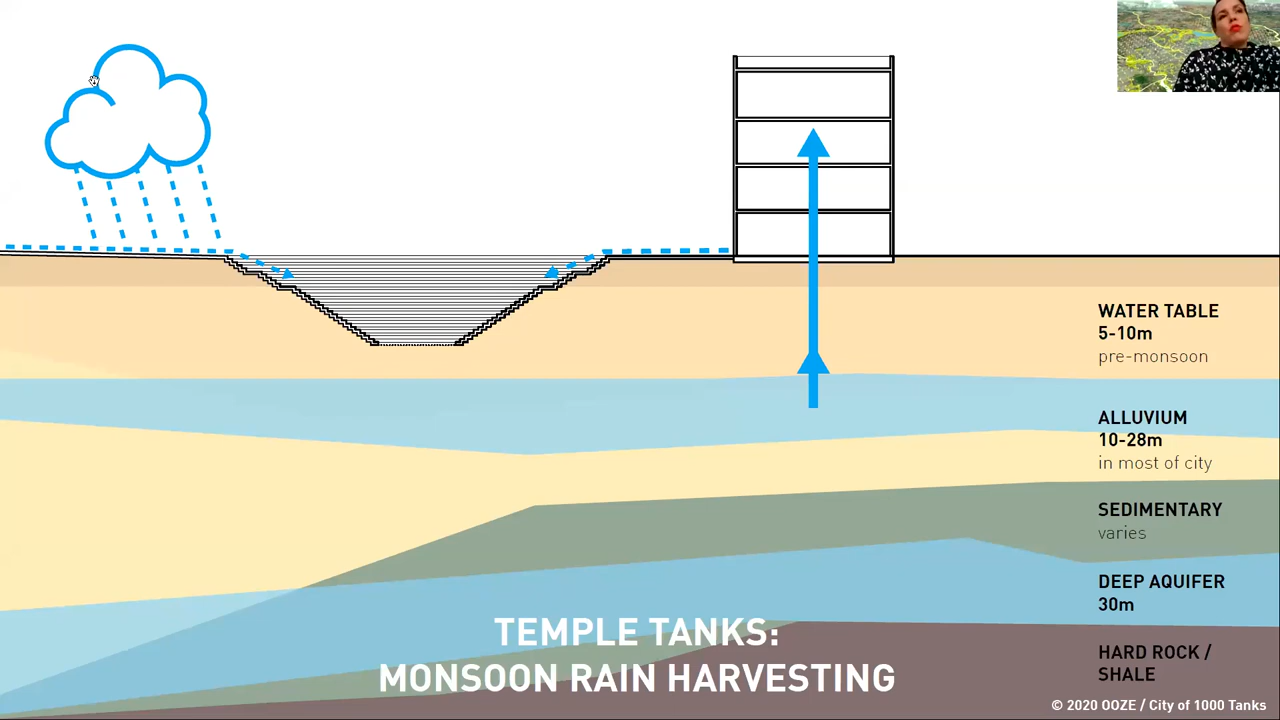 WATER TABLE
5-10m
pre-monsoon
ALLUVIUM
10-28m
in most of city
SEDIMENTARY
varies
DEEP AQUIFER
30m
HARD ROCK /
SHALE
TEMPLE TANKS:
MONSOON RAIN HARVESTING
© 2020 OOZE / City of 1000 Tanks